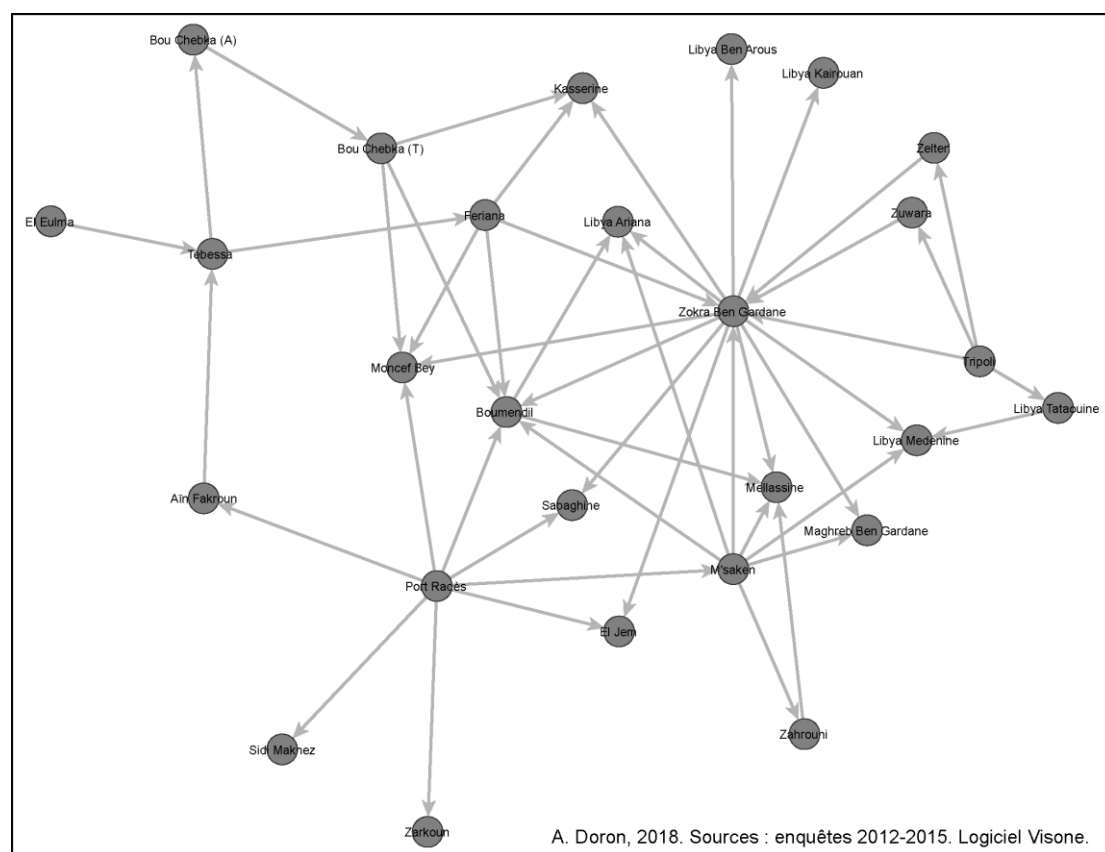 Bou Chebka (A)
Libya Ben Arous
Libya Kairouan
Kasserine
Bou Chebka (T)
Zelten
El Eulma
Feriana
Libya Ariana
Zuwara
Tébessa
Zokra Ben Gardane
Moncef Bey
Tripoli
Boumendil
Libya Tataouine
Libya Medenine
Aïn Fakroun
Sabaghine
Mellassine
Maghreb Ben Gardane
Port Radès
M'saken
El Jem
Sidi Makhez
Zahrouni
Zarkoun
A. Doron, 2018. Sources : enquêtes 2012-2015. Logiciel Visone.